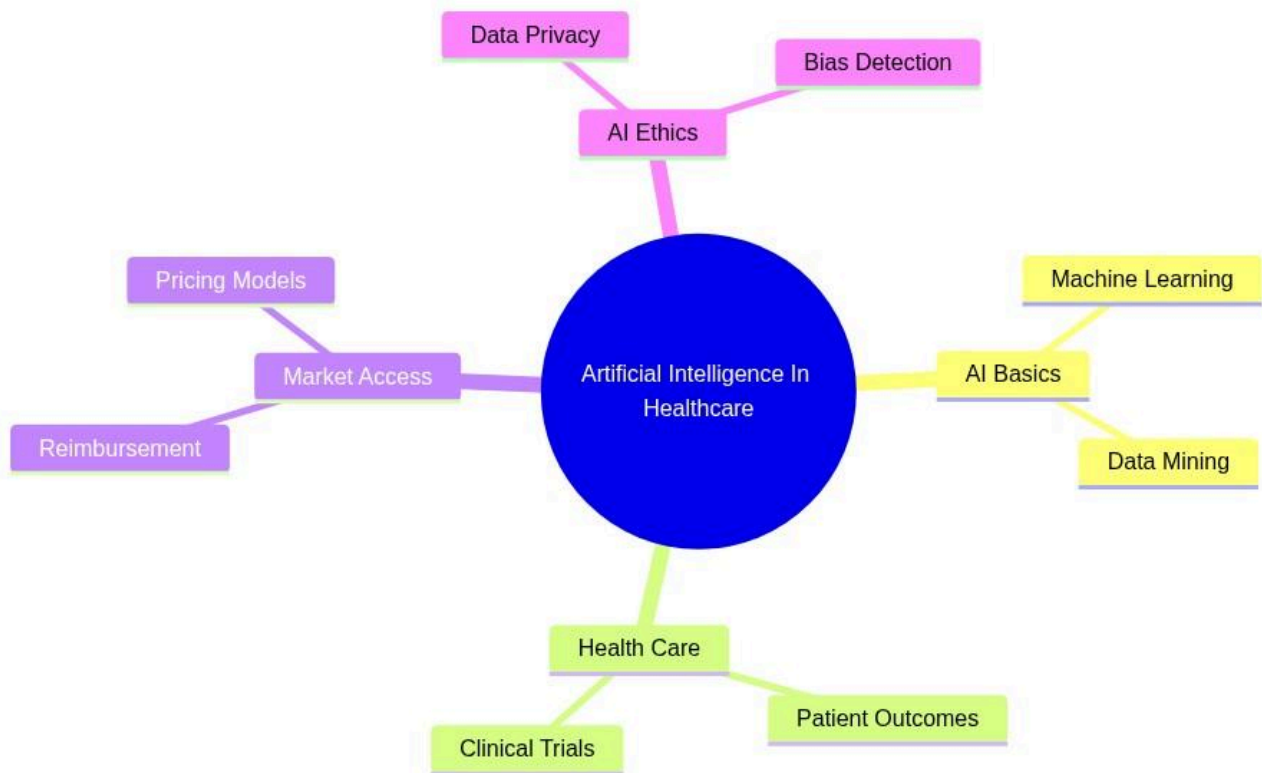 Data Privacy
Bias Detection
AI Ethics
Pricing Models
Machine Learning
Market Access
Artificial Intelligence In
Healthcare
AI Basics
Reimbursement
Data Mining
Health Care
Patient Outcomes
Clinical Trials